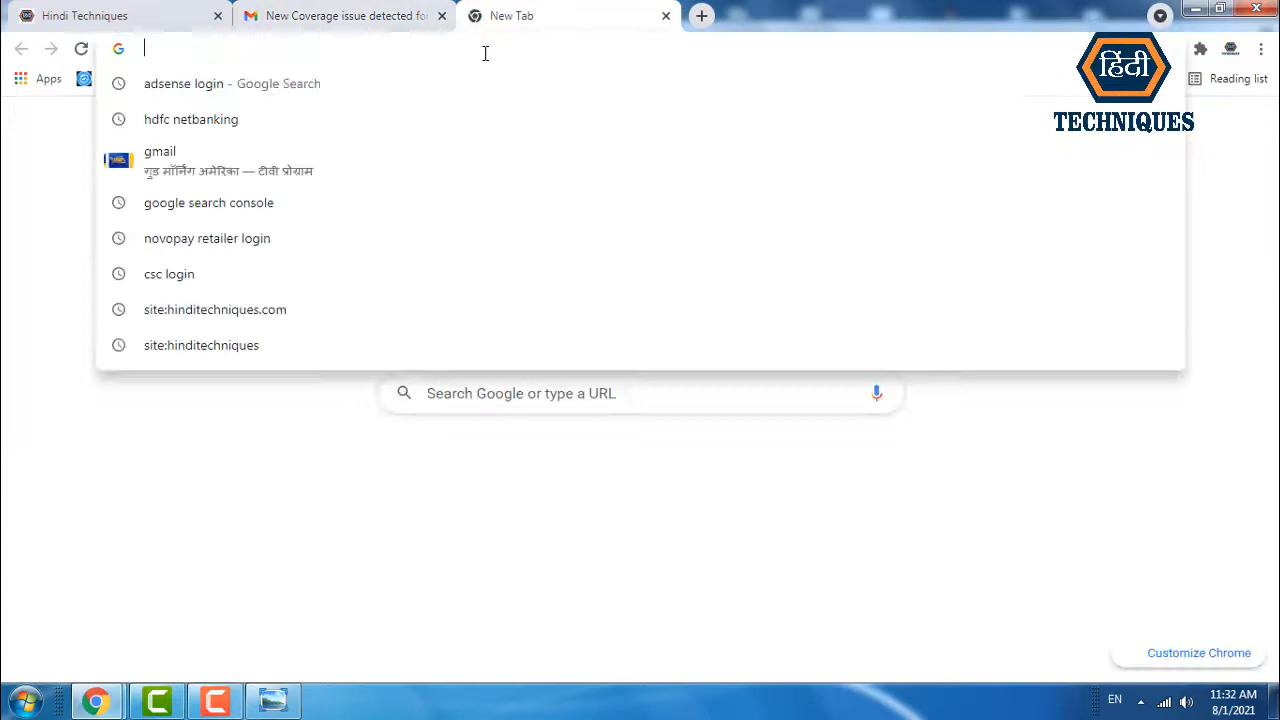 Hindi Techniques
New Coverage issue detected for
New Tab
Apps
Reading list
हिंदी
TECHNIQUES
adsense login - Google Search
hdfc netbanking
gmail
गुड मॉर्निंग अमेरिका — टीवी प्रोग्राम
google search console
novopay retailer login
csc login
site:hinditechniques.com
site:hinditechniques
Search Google or type a URL
Customize Chrome
EN
11:32 AM
8/1/2021